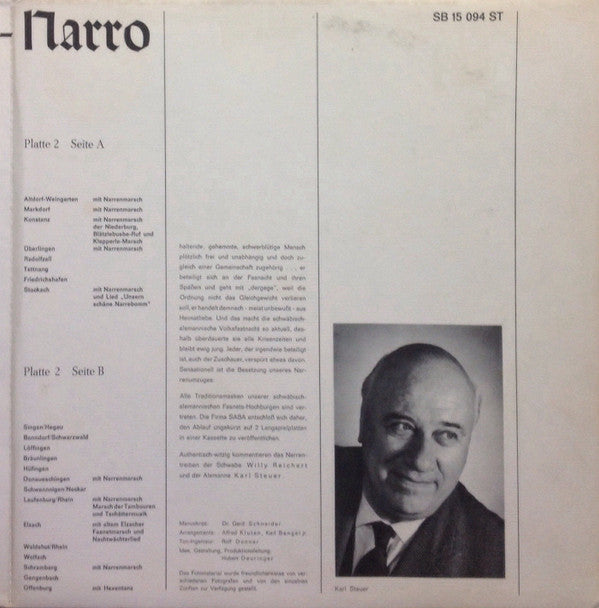 Narro
SB 15 094 ST
Platte 2 Seite A
Altdorf-Weingarten mit Narrenmarsch
Markdorf mit Narrenmarsch
Konstanz mit Narrenmarsch
der Niederburg,
Blätzlebuebe-Ruf und
Klepperle-Marsch
Überlingen mit Narrenmarsch
Radolfzell
Tettnang
Friedrichshafen
Stockach mit Narrenmarsch
und Lied „Unsern
schöne Narrebomm"
Platte 2 Seite B
Singen/Hegau
Bonndorf/Schwarzwald
Löffingen
Bräunlingen
Hüfingen
Donaueschingen mit Narrenmarsch
Schwenningen/Neckar
Laufenburg/Rhein mit Narrenmarsch
Marsch der Tambouren
und Tschättermusik
Elzach mit altem Elzacher
Fasnetmarsch und
Nachtwächterlied
Waldshut/Rhein
Wolfach
Schramberg mit Narrenmarsch
Gengenbach
Offenburg mit Hexentanz
haltende, gehemmte, schwerblütige Mensch
plötzlich frei und unabhängig und doch zu-
gleich einer Gemeinschaft zugehörig . . . er
beteiligt sich an der Fasnacht und ihren
Späßen und geht mit „dergege", weil die
Ordnung nicht das Gleichgewicht verlieren
soll, er handelt demnach - meist unbewußt - aus
Heimatliebe. Und das macht die schwäbisch-
alemannische Volksfastnacht so aktuell, des-
halb überdauerte sie alle Krisenzeiten und
bleibt ewig jung. Jeder, der irgendwie beteiligt
ist, auch der Zuschauer, verspürt etwas davon.
Sensationell ist die Besetzung unseres Nar-
renumzuges:
Alle Traditionsmasken unserer schwäbisch-
alemannischen Fasnets-Hochburgen sind ver-
treten. Die Firma SABA entschloß sich daher,
den Ablauf ungekürzt auf 2 Langspielplatten
in einer Kassette zu veröffentlichen.
Authentisch-witzig kommentieren das Narren-
treiben der Schwabe Willy Reichert
und der Alemanne Karl Steuer.
Manuskript: Dr. Gerd Schneider
Arrangements: Alfred Kluten, Karl Bengerp
Ton-Ingenieur: Rolf Donner
Idee, Gestaltung, Produktionsleitung:
Hubert Deuringer
Das Fotomaterial wurde freundlicherweise von ver-
schiedenen Fotografen und von den einzelnen
Zünften zur Verfügung gestellt.
Karl Steuer